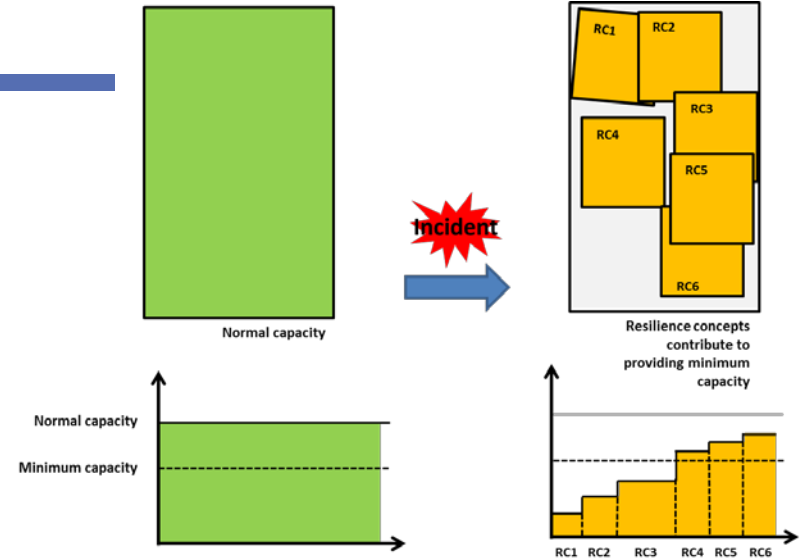 RC1
RC2
RC3
RC4
RC5
RC6
Incident
Normal capacity
Resilience concepts
contribute to
providing minimum
capacity
Normal capacity
Minimum capacity
RC1 RC2 RC3 RC4 RC5 RC6